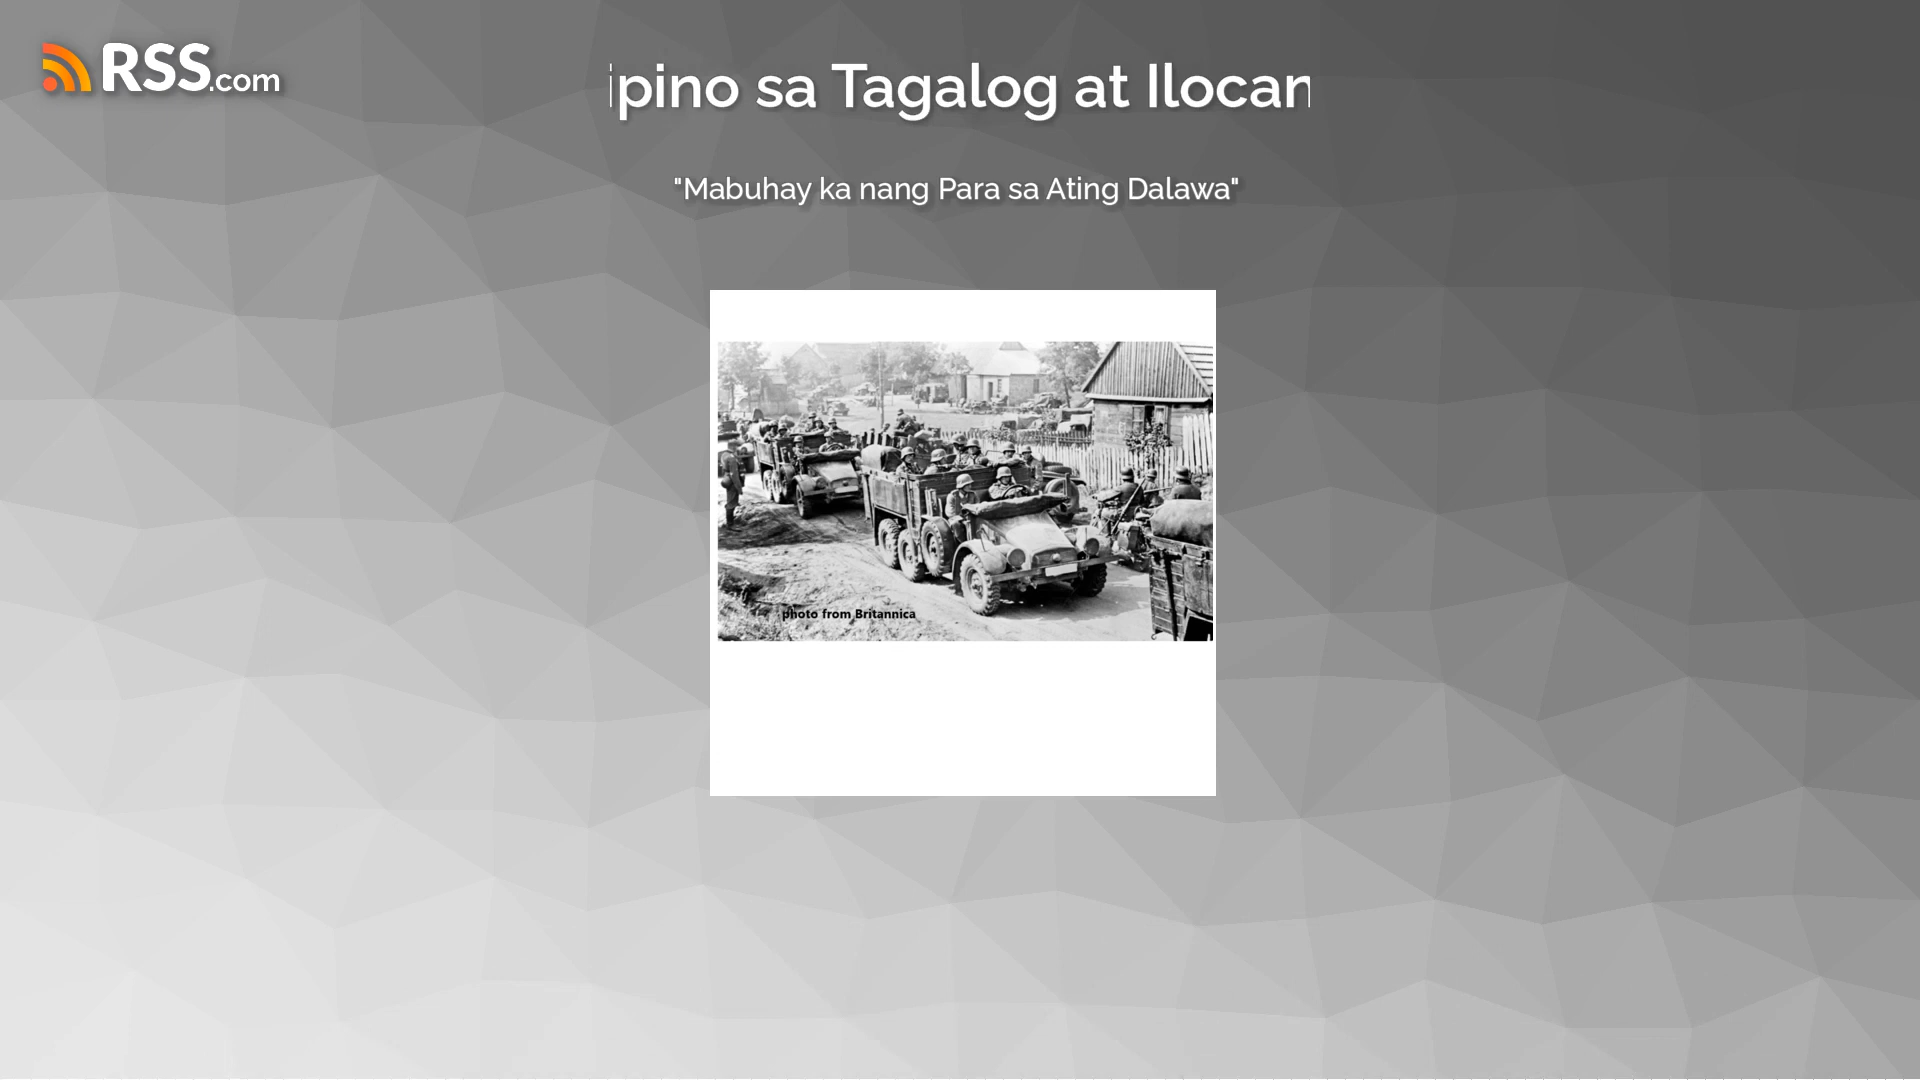 RSS.com
ipino sa Tagalog at Ilocan
"Mabuhay ka nang Para sa Ating Dalawa"
photo from Britannica